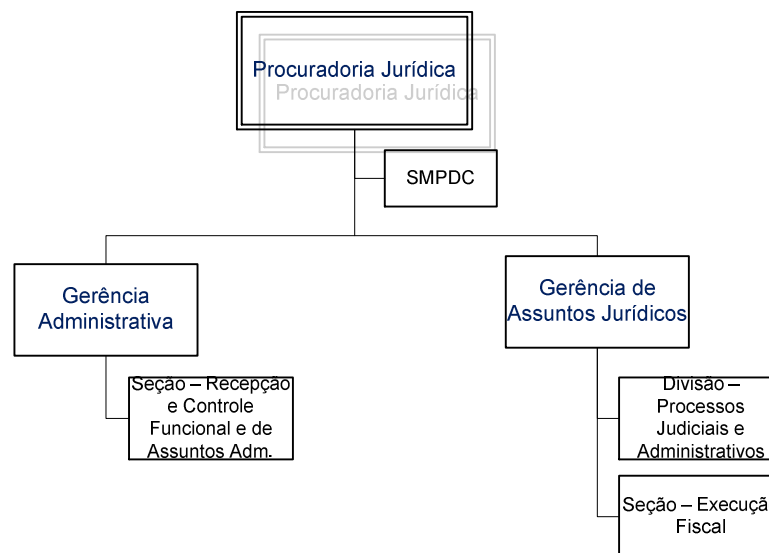 Procuradoria Jurídica
Procuradoria Jurídica
SMPDC
Gerência
Administrativa
Gerência de
Assuntos Jurídicos
Seção – Recepção
e Controle
Funcional e de
Assuntos Adm.
Divisão –
Processos
Judiciais e
Administrativos
Seção – Execuçã
Fiscal